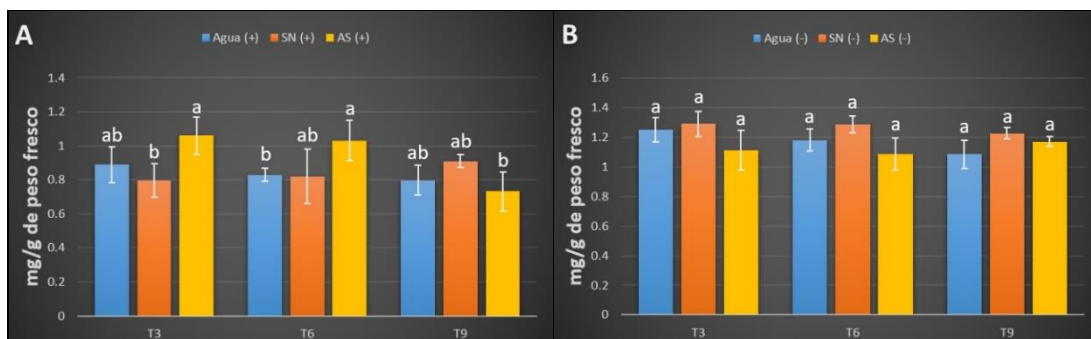 A
Agua (+) SN (+) AS (+)
mg/g de peso fresco
1.4
1.2
1
0.8
0.6
0.4
0.2
0
ab b a
b a
ab ab b
T3 T6 T9
B
Agua (-) SN (-) AS (-)
mg/g de peso fresco
1.6
1.4
1.2
1
0.8
0.6
0.4
0.2
0
a a a
a a a
a a a
T3 T6 T9